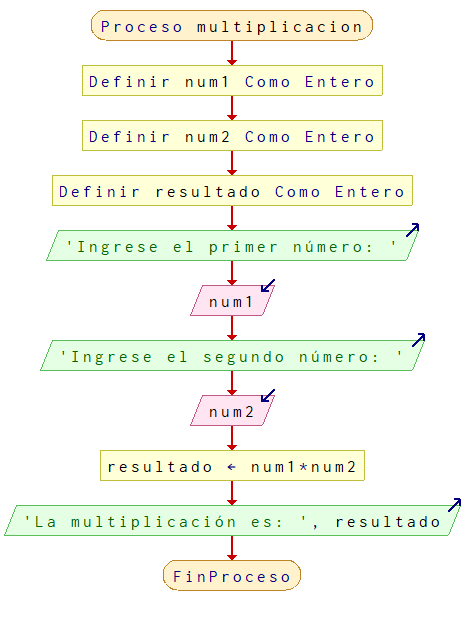 Proceso multiplicacion
Definir num1 Como Entero
Definir num2 Como Entero
Definir resultado Como Entero
'Ingrese el primer número: '
num1
'Ingrese el segundo número: '
num2
resultado ← num1*num2
'La multiplicación es: ', resultado
FinProceso